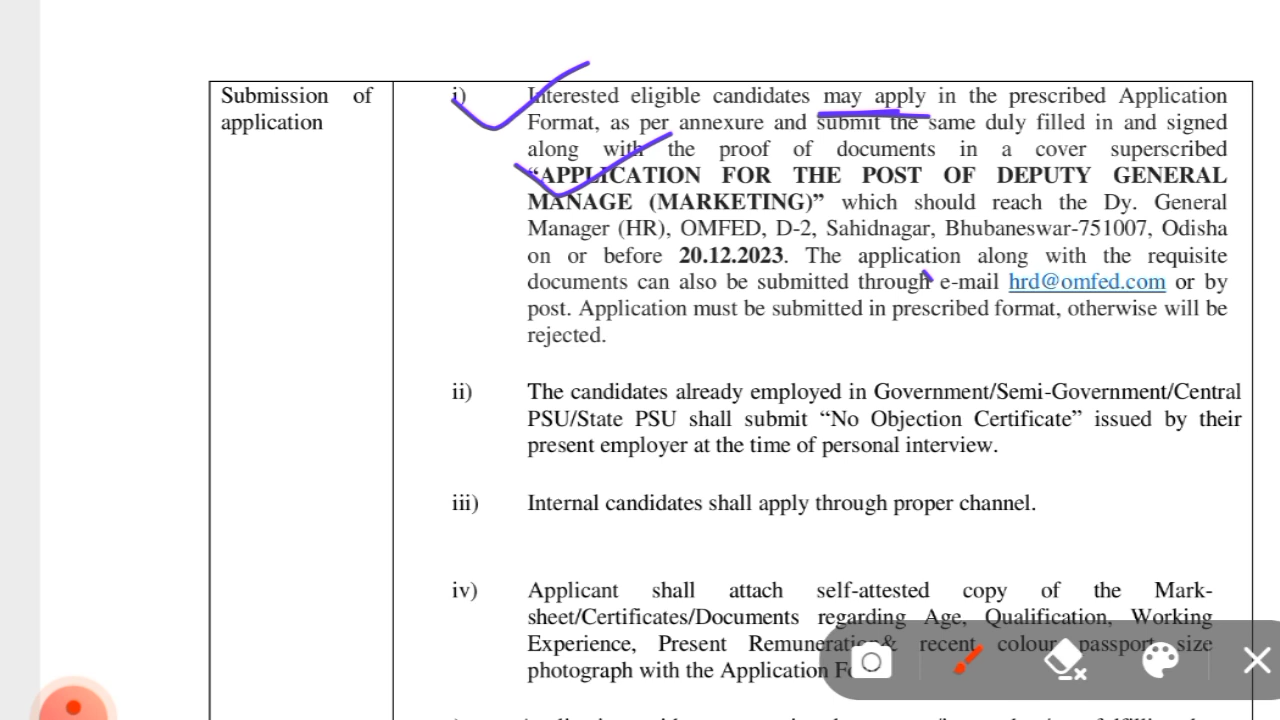 Submission of
application
i) Interested eligible candidates may apply in the prescribed Application
Format, as per annexure and submit the same duly filled in and signed
along with the proof of documents in a cover superscribed
“APPLICATION FOR THE POST OF DEPUTY GENERAL
MANAGE (MARKETING)” which should reach the Dy. General
Manager (HR), OMFED, D-2, Sahidnagar, Bhubaneswar-751007, Odisha
on or before 20.12.2023. The application along with the requisite
documents can also be submitted through e-mail hrd@omfed.com or by
post. Application must be submitted in prescribed format, otherwise will be
rejected.
ii) The candidates already employed in Government/Semi-Government/Central
PSU/State PSU shall submit “No Objection Certificate” issued by their
present employer at the time of personal interview.
iii) Internal candidates shall apply through proper channel.
iv) Applicant shall attach self-attested copy of the Mark-
sheet/Certificates/Documents regarding Age, Qualification, Working
Experience, Present Remuneration& recent colour passport size
photograph with the Application